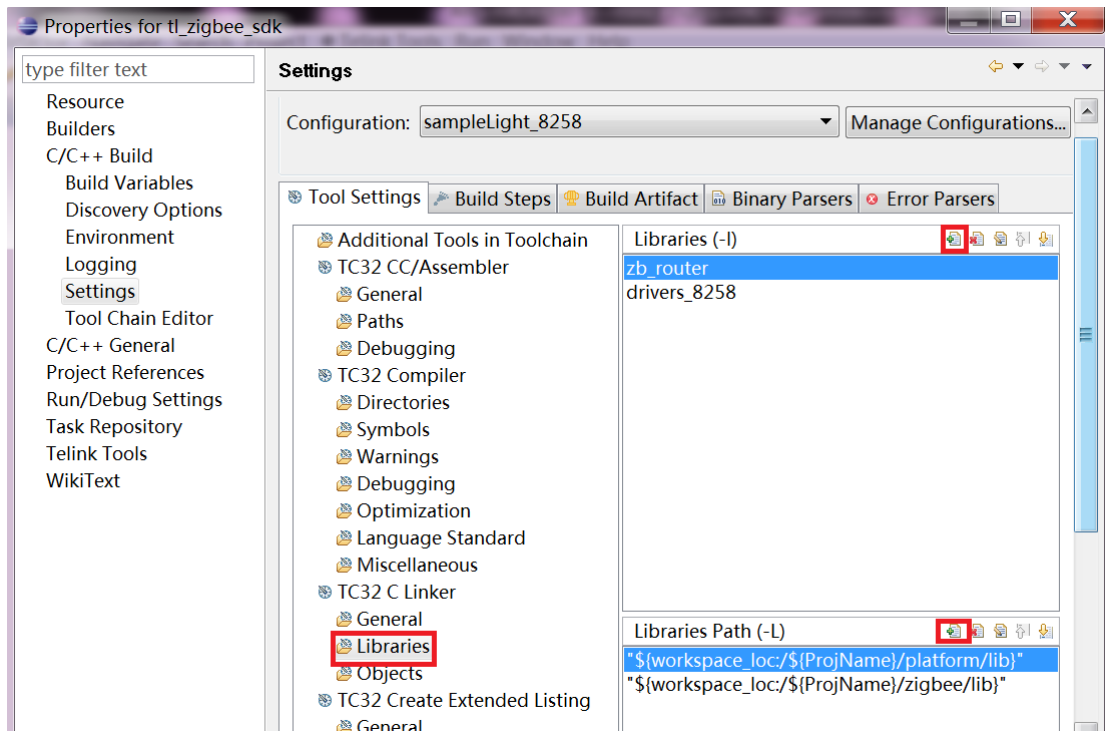 Properties for tl_zigbee_sdk
type filter text
Resource
Builders
C/C++ Build
Build Variables
Discovery Options
Environment
Logging
Settings
Tool Chain Editor
C/C++ General
Project References
Run/Debug Settings
Task Repository
Telink Tools
WikiText
Settings
Configuration: sampleLight_8258 Manage Configurations...
Tool Settings Build Steps Build Artifact Binary Parsers Error Parsers
Additional Tools in Toolchain
TC32 CC/Assembler
General
Paths
Debugging
TC32 Compiler
Directories
Symbols
Warnings
Debugging
Optimization
Language Standard
Miscellaneous
TC32 C Linker
General
Libraries
Objects
TC32 Create Extended Listing
General
Libraries (-l)
zb_router
drivers_8258
Libraries Path (-L)
"${workspace_loc:/${ProjName}/platform/lib}"
"${workspace_loc:/${ProjName}/zigbee/lib}"